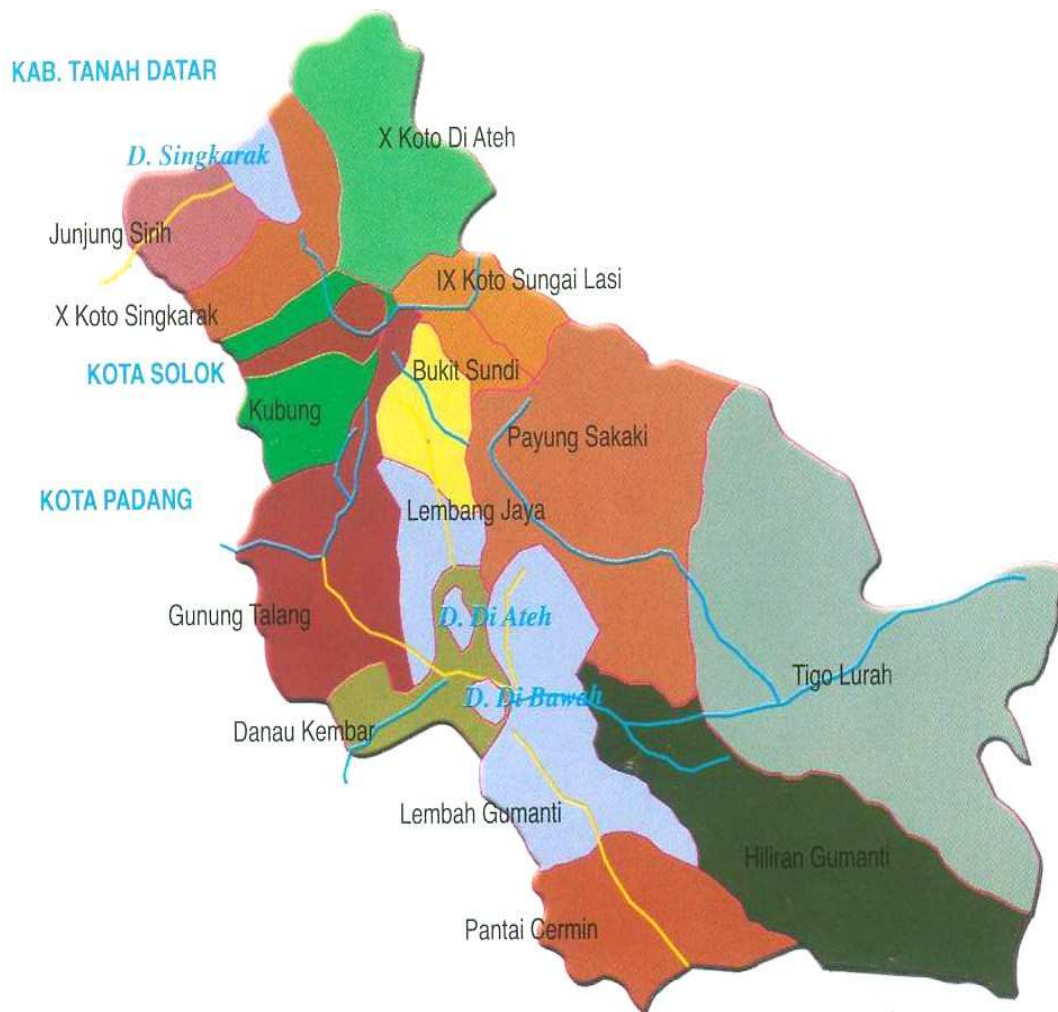 KAB. TANAH DATAR
X Koto Di Ateh
D. Singkarak
Junjung Sirih
IX Koto Sungai Lasi
X Koto Singkarak
KOTA SOLOK
Bukit Sundi
Kubung
Payung Sakaki
KOTA PADANG
Lembang Jaya
Gunung Talang
D. Di Ateh
Tigo Lurah
D. Di Bawah
Danau Kembar
Lembah Gumanti
Hiliran Gumanti
Pantai Cermin